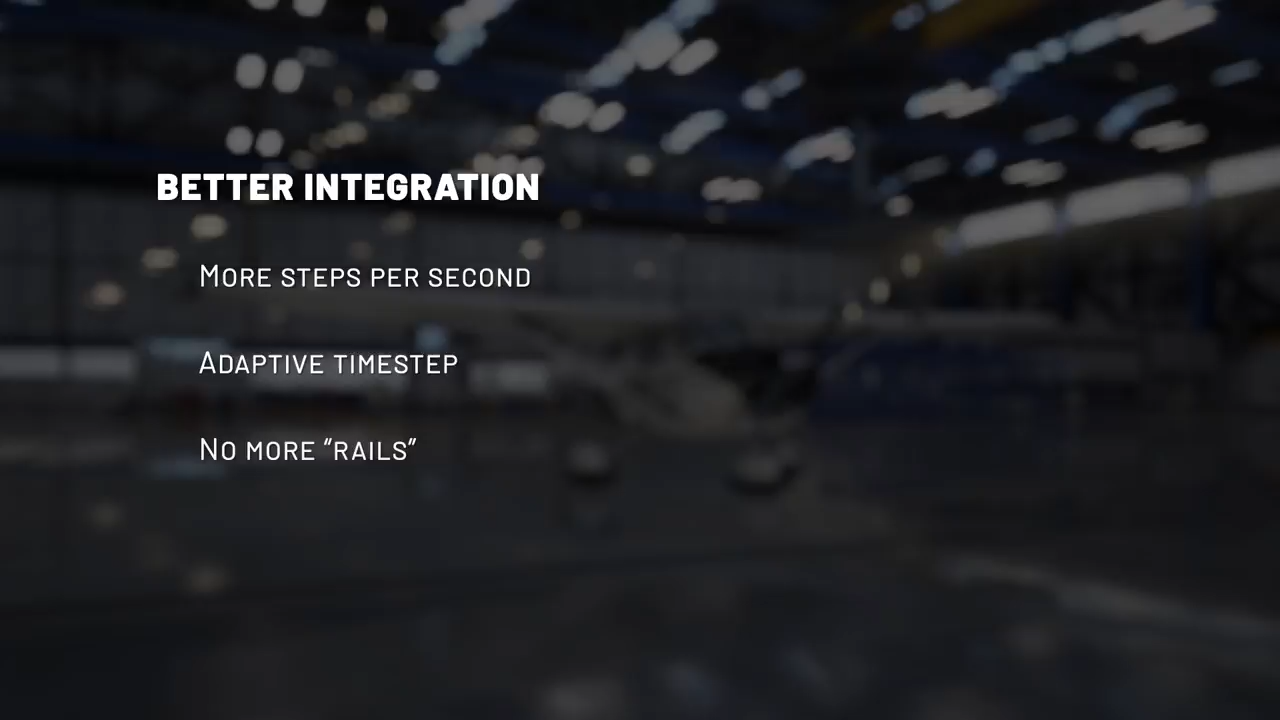 BETTER INTEGRATION
More steps per second
Adaptive timestep
No more “rails”